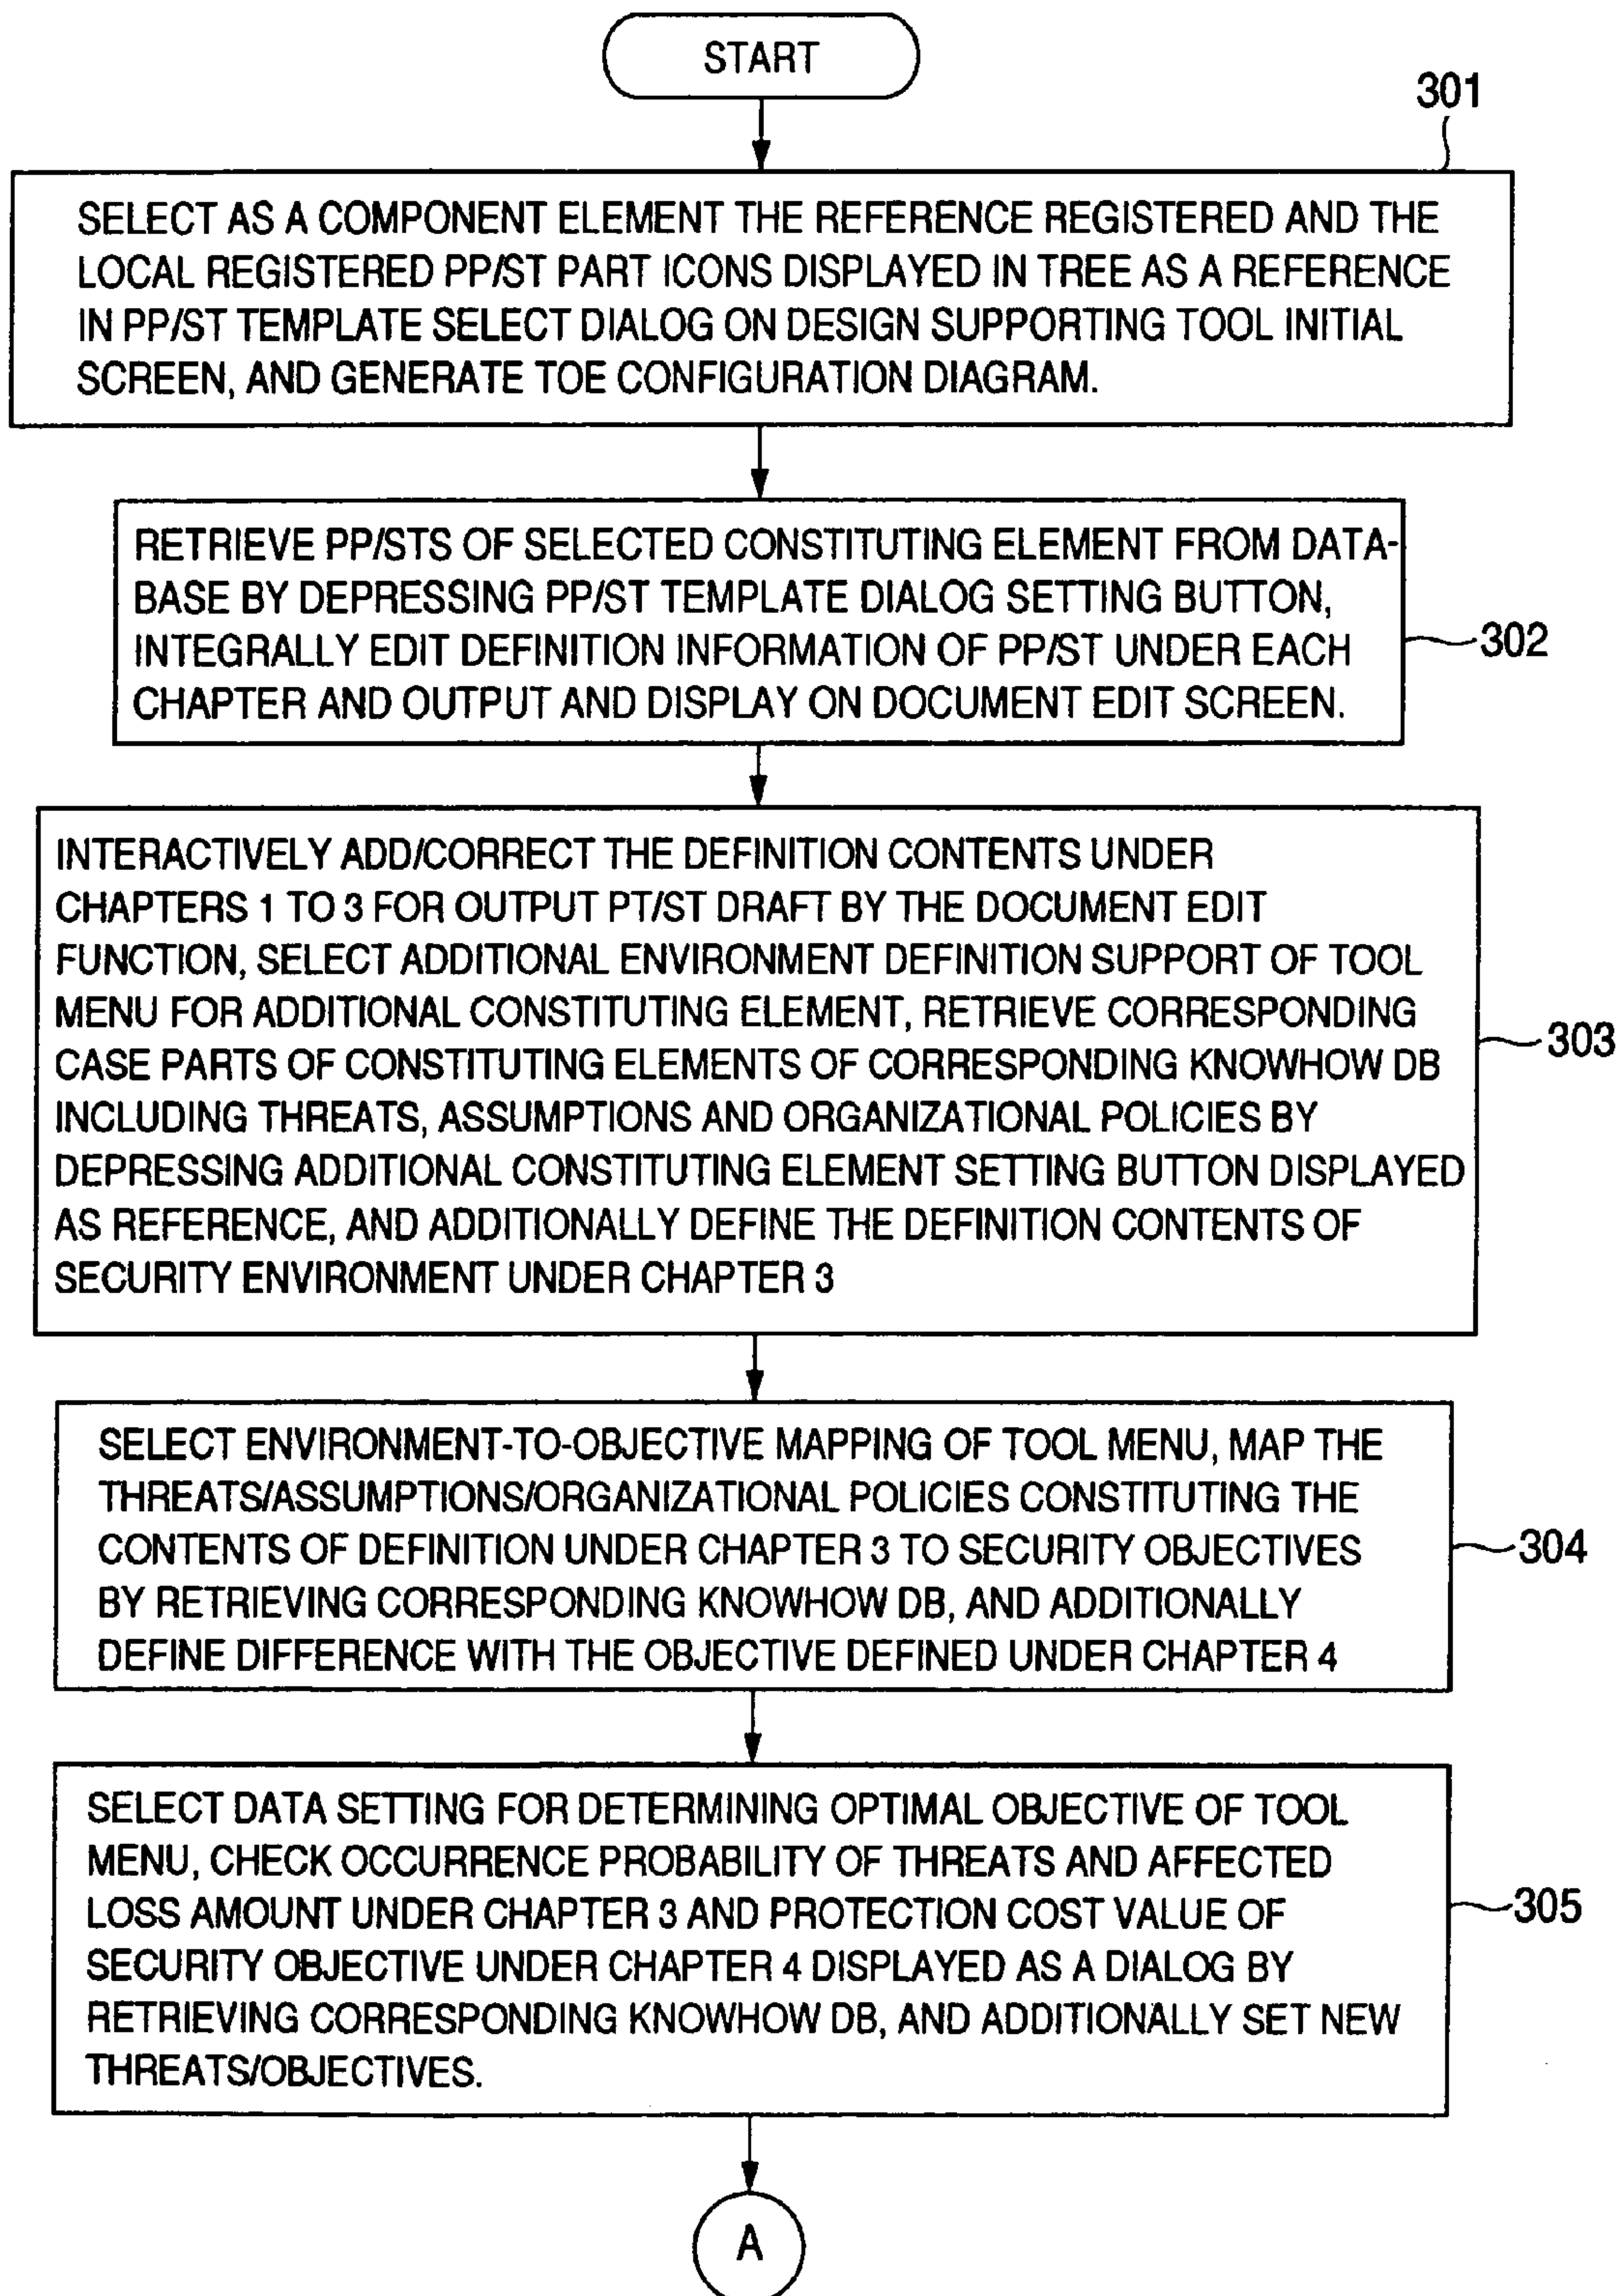 START
301
SELECT AS A COMPONENT ELEMENT THE REFERENCE REGISTERED AND THE
LOCAL REGISTERED PP/ST PART ICONS DISPLAYED IN TREE AS A REFERENCE
IN PP/ST TEMPLATE SELECT DIALOG ON DESIGN SUPPORTING TOOL INITIAL
SCREEN, AND GENERATE TOE CONFIGURATION DIAGRAM.
RETRIEVE PP/STS OF SELECTED CONSTITUTING ELEMENT FROM DATA-
BASE BY DEPRESSING PP/ST TEMPLATE DIALOG SETTING BUTTON,
INTEGRALLY EDIT DEFINITION INFORMATION OF PP/ST UNDER EACH
CHAPTER AND OUTPUT AND DISPLAY ON DOCUMENT EDIT SCREEN.
302
INTERACTIVELY ADD/CORRECT THE DEFINITION CONTENTS UNDER
CHAPTERS 1 TO 3 FOR OUTPUT PT/ST DRAFT BY THE DOCUMENT EDIT
FUNCTION, SELECT ADDITIONAL ENVIRONMENT DEFINITION SUPPORT OF TOOL
MENU FOR ADDITIONAL CONSTITUTING ELEMENT, RETRIEVE CORRESPONDING
CASE PARTS OF CONSTITUTING ELEMENTS OF CORRESPONDING KNOWHOW DB
INCLUDING THREATS, ASSUMPTIONS AND ORGANIZATIONAL POLICIES BY
DEPRESSING ADDITIONAL CONSTITUTING ELEMENT SETTING BUTTON DISPLAYED
AS REFERENCE, AND ADDITIONALLY DEFINE THE DEFINITION CONTENTS OF
SECURITY ENVIRONMENT UNDER CHAPTER 3
303
SELECT ENVIRONMENT-TO-OBJECTIVE MAPPING OF TOOL MENU, MAP THE
THREATS/ASSUMPTIONS/ORGANIZATIONAL POLICIES CONSTITUTING THE
CONTENTS OF DEFINITION UNDER CHAPTER 3 TO SECURITY OBJECTIVES
BY RETRIEVING CORRESPONDING KNOWHOW DB, AND ADDITIONALLY
DEFINE DIFFERENCE WITH THE OBJECTIVE DEFINED UNDER CHAPTER 4
304
SELECT DATA SETTING FOR DETERMINING OPTIMAL OBJECTIVE OF TOOL
MENU, CHECK OCCURRENCE PROBABILITY OF THREATS AND AFFECTED
LOSS AMOUNT UNDER CHAPTER 3 AND PROTECTION COST VALUE OF
SECURITY OBJECTIVE UNDER CHAPTER 4 DISPLAYED AS A DIALOG BY
RETRIEVING CORRESPONDING KNOWHOW DB, AND ADDITIONALLY SET NEW
THREATS/OBJECTIVES.
305
A